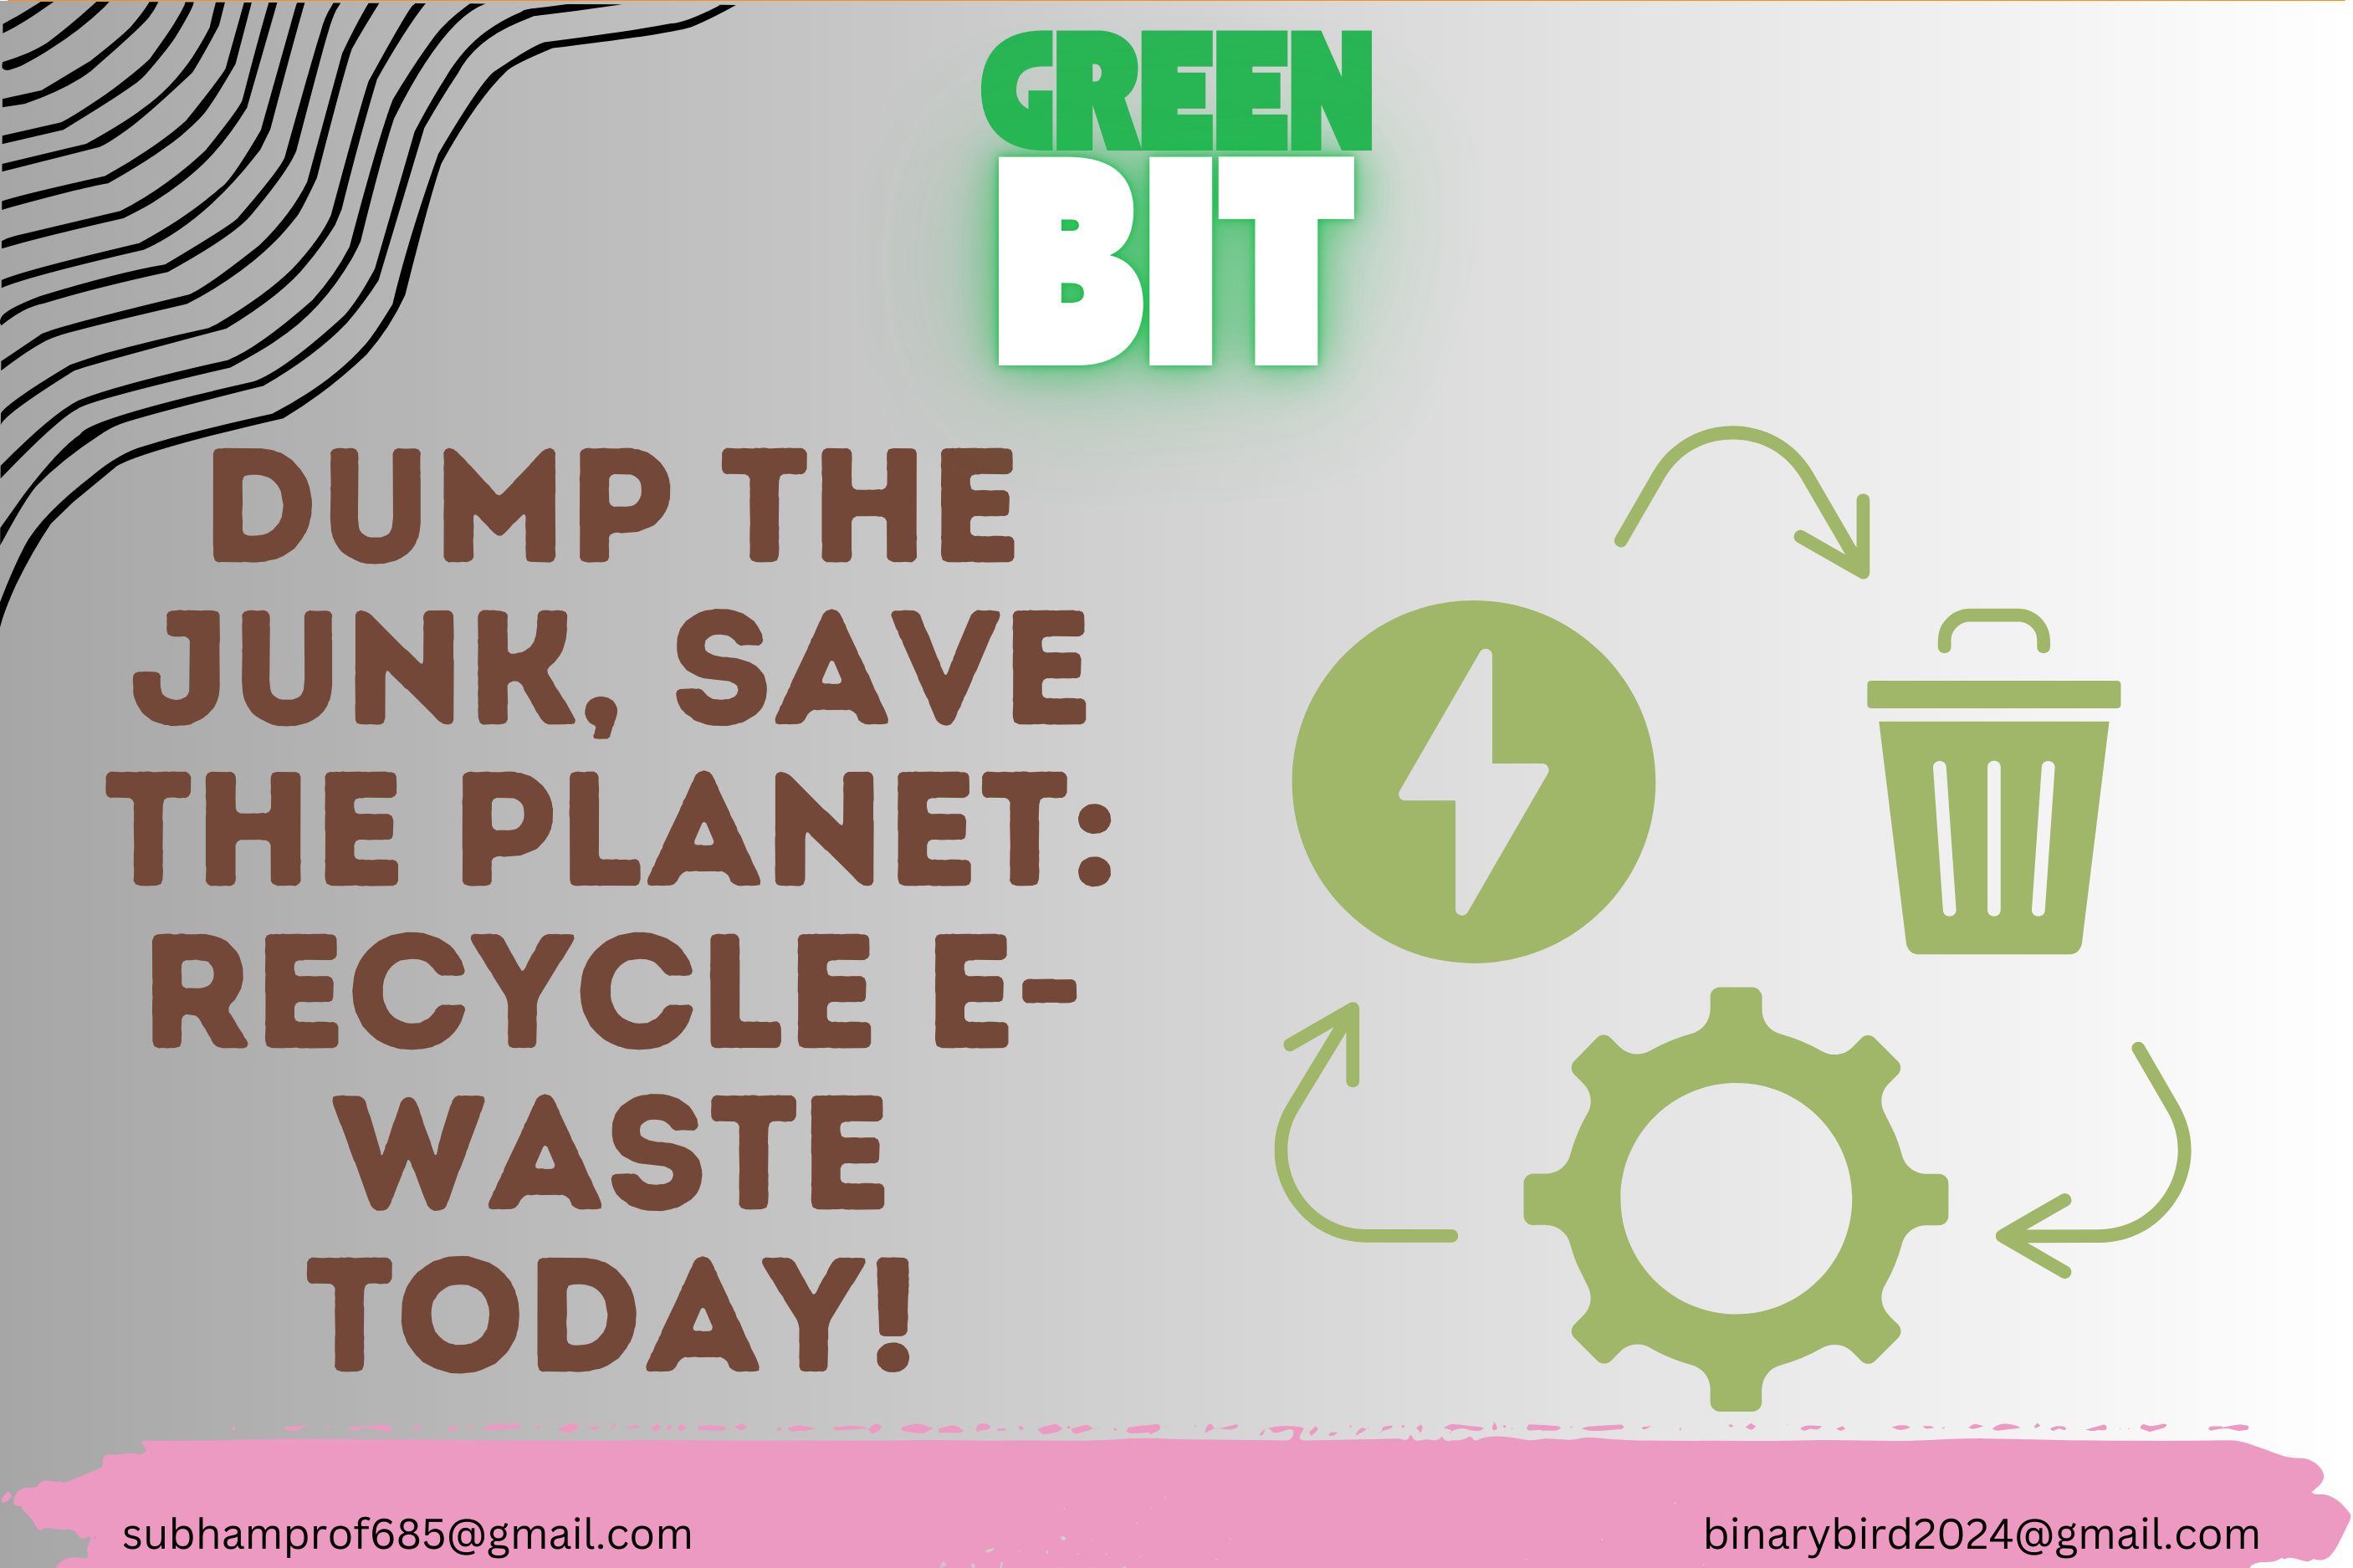 GREEN
BIT
DUMP THE
JUNK, SAVE
THE PLANET:
RECYCLE E-
WASTE
TODAY!
subhamprof685@gmail.com
binarybird2024@gmail.com